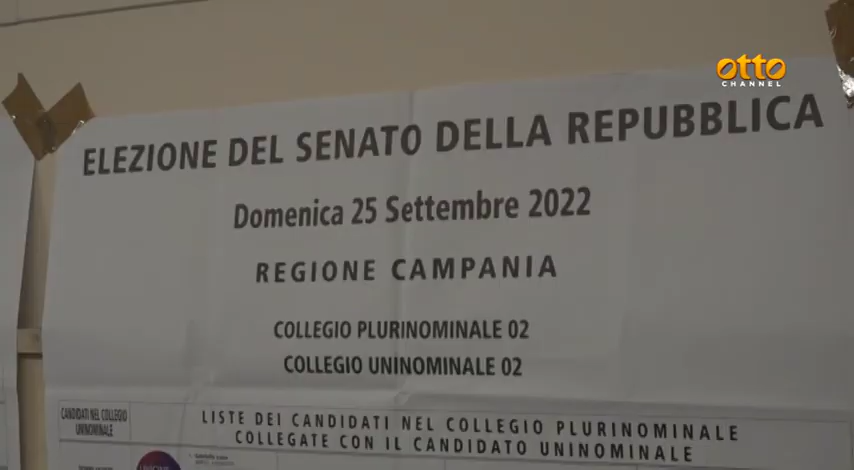 otto
CHANNEL
ELEZIONE DEL SENATO DELLA REPUBBLICA
Domenica 25 Settembre 2022
REGIONE CAMPANIA
COLLEGIO PLURINOMINALE 02
COLLEGIO UNINOMINALE 02
CANDIDATI NEL COLLEGIO
UNINOMINALE
LISTE DEI CANDIDATI NEL COLLEGIO PLURINOMINALE
COLLEGATE CON IL CANDIDATO UNINOMINALE